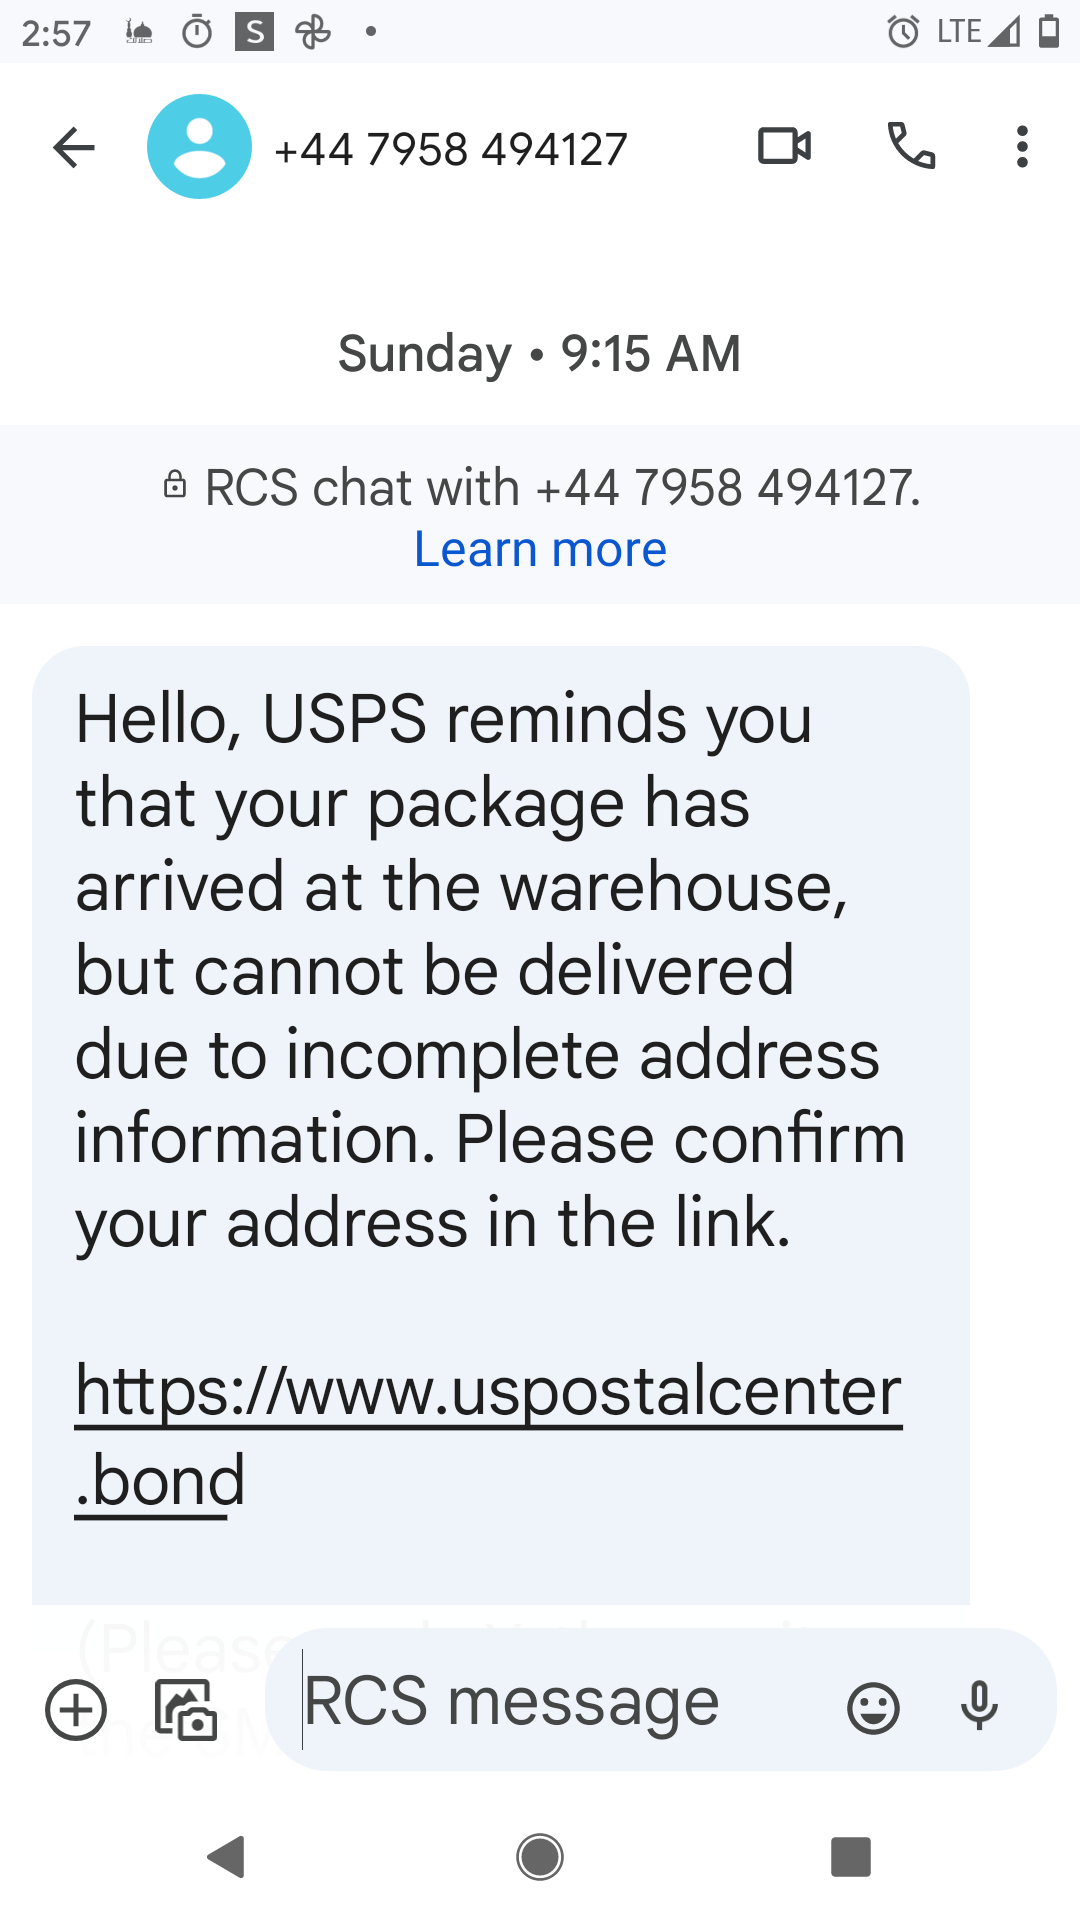 2:57 S LTE
+44 7958 494127
Sunday • 9:15 AM
RCS chat with +44 7958 494127.
Learn more
Hello, USPS reminds you
that your package has
arrived at the warehouse,
but cannot be delivered
due to incomplete address
information. Please confirm
your address in the link.
https://www.uspostalcenter
.bond
(Please
RCS message